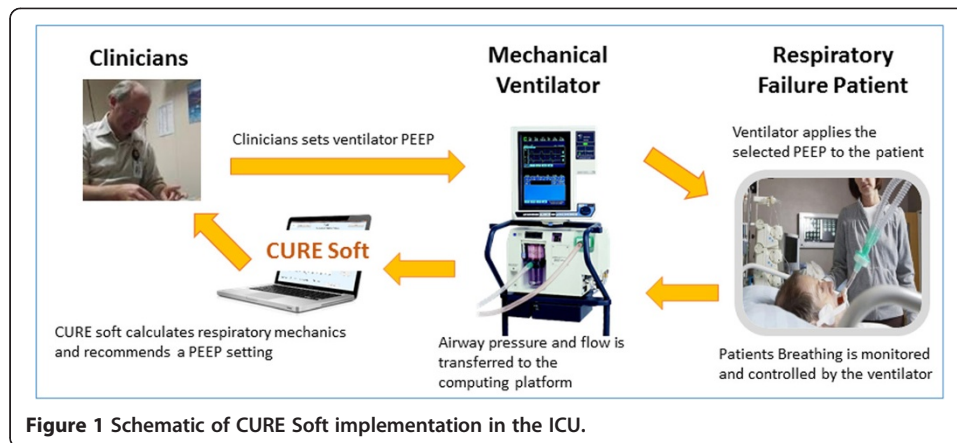 Clinicians
Mechanical
Ventilator
Respiratory
Failure Patient
Clinicians sets ventilator PEEP
Ventilator applies the
selected PEEP to the patient
CURE Soft
CURE soft calculates respiratory mechanics
and recommends a PEEP setting
Airway pressure and flow is
transferred to the
computing platform
Patients Breathing is monitored
and controlled by the ventilator
Figure 1 Schematic of CURE Soft implementation in the ICU.